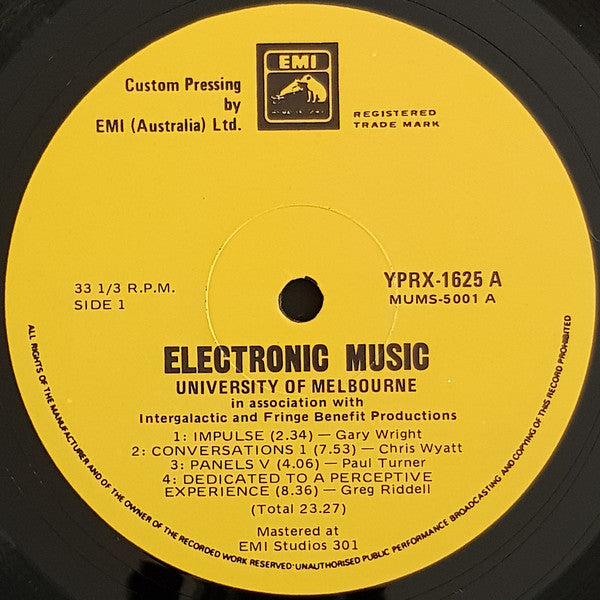 EMI
Custom Pressing
by
EMI (Australia) Ltd.
REGISTERED
TRADE MARK
33 1/3 R.P.M.
SIDE 1
YPRX-1625 A
MUMS-5001 A
ELECTRONIC MUSIC
UNIVERSITY OF MELBOURNE
in association with
Intergalactic and Fringe Benefit Productions
1: IMPULSE (2.34) — Gary Wright
2: CONVERSATIONS 1 (7.53) — Chris Wyatt
3: PANELS V (4.06) — Paul Turner
4: DEDICATED TO A PERCEPTIVE
EXPERIENCE (8.36) — Greg Riddell
(Total 23.27)
Mastered at
EMI Studios 301
ALL RIGHTS OF THE MANUFACTURER AND OF THE OWNER OF THE RECORDED WORK RESERVED·UNAUTHORISED PUBLIC PERFORMANCE BROADCASTING AND COPYING OF THIS RECORD PROHIBITED